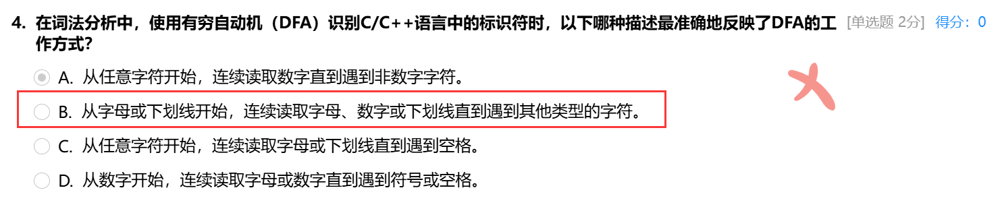 4. 在词法分析中，使用有穷自动机（DFA）识别C/C++语言中的标识符时，以下哪种描述最准确地反映了DFA的工 [单选题 2分] 得分：0
作方式？
A. 从任意字符开始，连续读取数字直到遇到非数字字符。
B. 从字母或下划线开始，连续读取字母、数字或下划线直到遇到其他类型的字符。
C. 从任意字符开始，连续读取字母或下划线直到遇到空格。
D. 从数字开始，连续读取字母或数字直到遇到符号或空格。